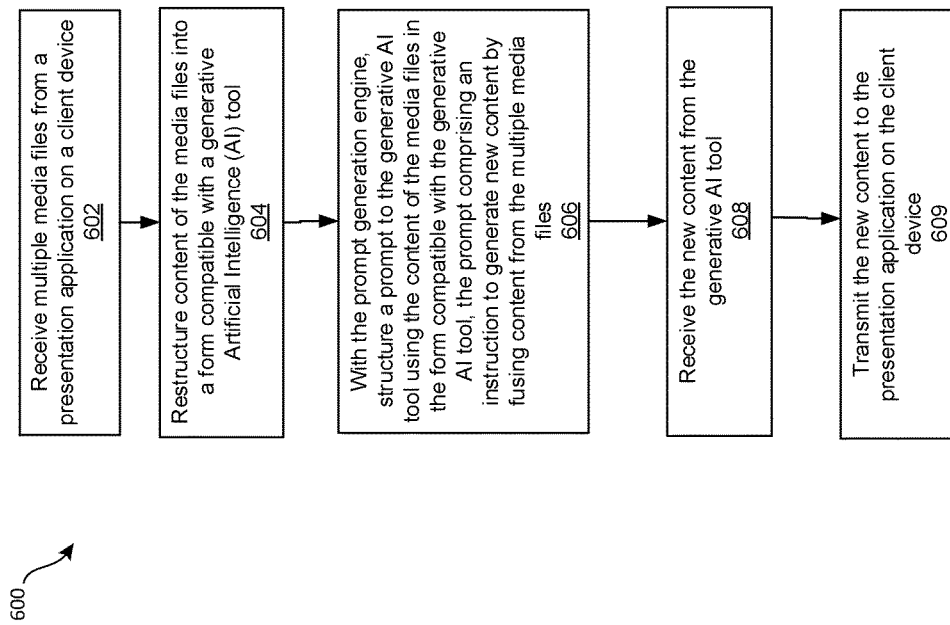 600
Receive multiple media files from a
presentation application on a client device
602
Restructure content of the media files into
a form compatible with a generative
Artificial Intelligence (AI) tool
604
With the prompt generation engine,
structure a prompt to the generative AI
tool using the content of the media files in
the form compatible with the generative
AI tool, the prompt comprising an
instruction to generate new content by
fusing content from the multiple media
files
606
Receive the new content from the
generative AI tool
608
Transmit the new content to the
presentation application on the client
device
609